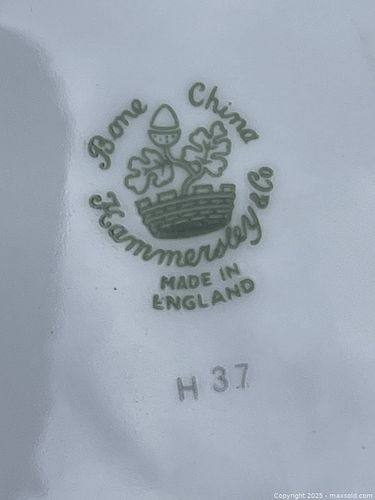 Bone China
Hammersley & Co
MADE IN
ENGLAND
H 37
Copyright 2025 - maxsold.com